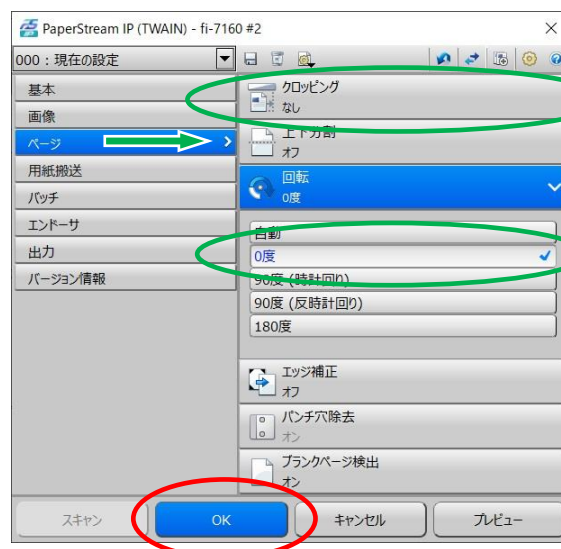 PaperStream IP (TWAIN) - fi-7160 #2
000 : 現在の設定
基本
画像
ページ
用紙搬送
バッチ
エンドーサ
出力
バージョン情報
クロッピング
なし
上下分割
オフ
回転
0度
自動
0度
90度 (時計回り)
90度 (反時計回り)
180度
エッジ補正
オフ
パンチ穴除去
オン
ブランクページ検出
オン
スキャン
OK
キャンセル
プレビュー